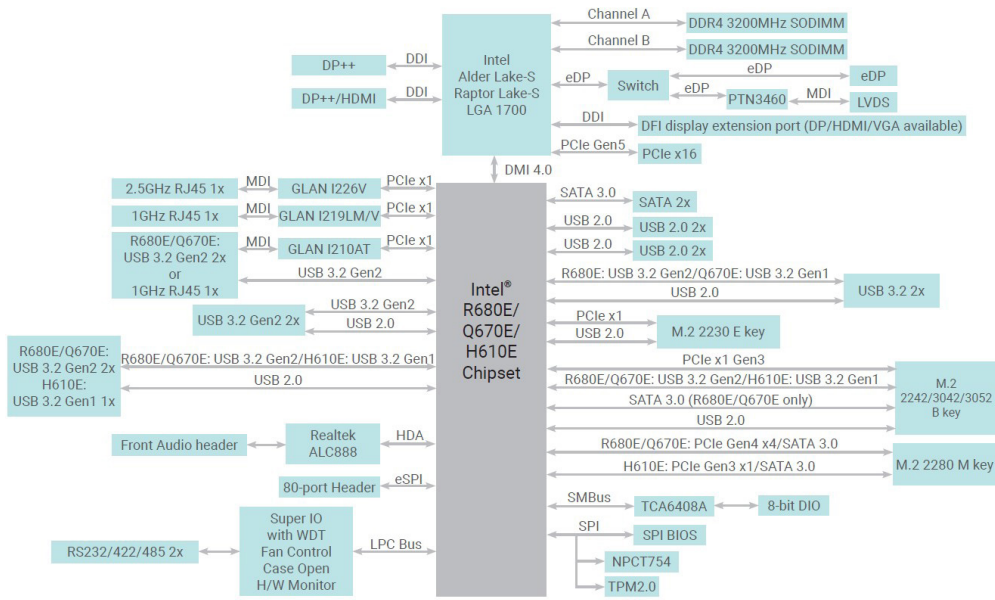 Channel A
DDR4 3200MHz SODIMM
Channel B
DDR4 3200MHz SODIMM
Intel
Alder Lake-S
Raptor Lake-S
LGA 1700
DP++
DDI
DP++/HDMI
DDI
eDP
Switch
eDP
eDP
eDP
PTN3460
MDI
LVDS
DDI
DFI display extension port (DP/HDMI/VGA available)
PCIe Gen5
PCIe x16
DMI 4.0
2.5GHz RJ45 1x
MDI
GLAN I226V
PCIe x1
1GHz RJ45 1x
MDI
GLAN I219LM/V
PCIe x1
R680E/Q670E:
USB 3.2 Gen2 2x
or
1GHz RJ45 1x
MDI
GLAN I210AT
PCIe x1
USB 3.2 Gen2
USB 3.2 Gen2 2x
USB 3.2 Gen2
USB 2.0
R680E/Q670E:
USB 3.2 Gen2 2x
H610E:
USB 3.2 Gen1 1x
R680E/Q670E: USB 3.2 Gen2/H610E: USB 3.2 Gen1
USB 2.0
Front Audio header
Realtek
ALC888
HDA
80-port Header
eSPI
RS232/422/485 2x
Super IO
with WDT
Fan Control
Case Open
H/W Monitor
LPC Bus
Intel®
R680E/
Q670E/
H610E
Chipset
SATA 3.0
SATA 2x
USB 2.0
USB 2.0 2x
USB 2.0
USB 2.0 2x
R680E: USB 3.2 Gen2/Q670E: USB 3.2 Gen1
USB 2.0
USB 3.2 2x
PCIe x1
USB 2.0
M.2 2230 E key
PCIe x1 Gen3
R680E/Q670E: USB 3.2 Gen2/H610E: USB 3.2 Gen1
SATA 3.0 (R680E/Q670E only)
USB 2.0
M.2
2242/3042/3052
B key
R680E/Q670E: PCIe Gen4 x4/SATA 3.0
H610E: PCIe Gen3 x1/SATA 3.0
M.2 2280 M key
SMBus
TCA6408A
8-bit DIO
SPI
SPI BIOS
NPCT754
TPM2.0